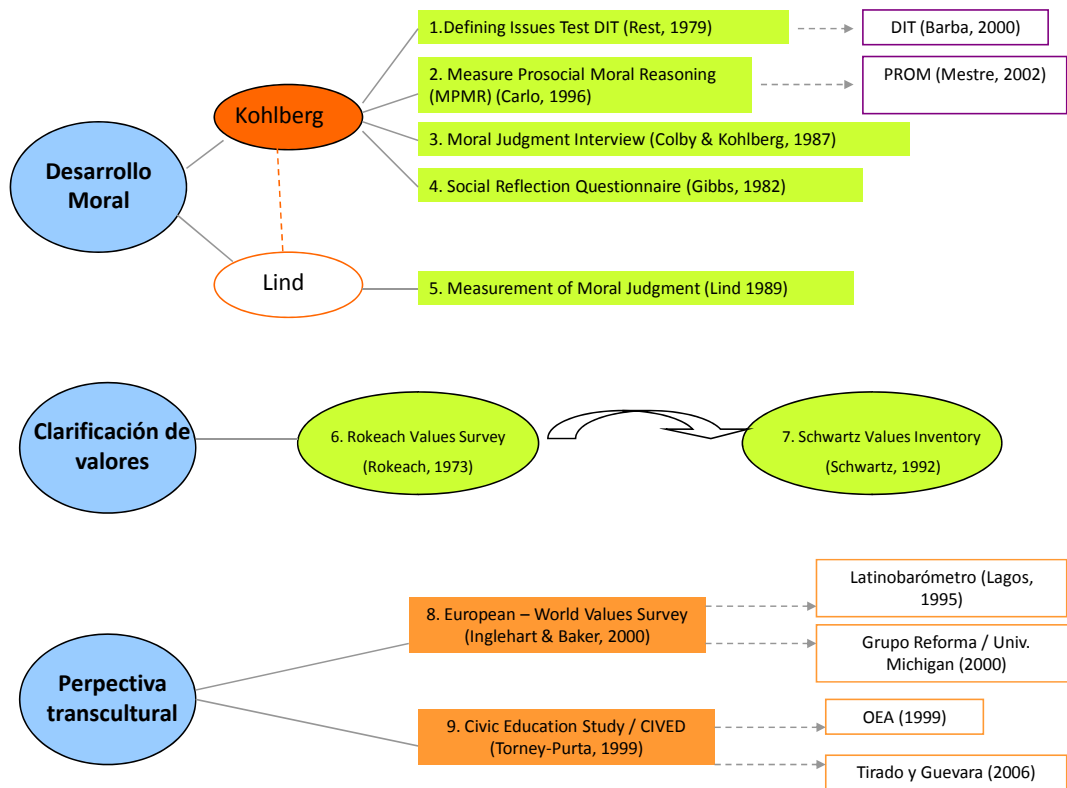 1.Defining Issues Test DIT (Rest, 1979)
DIT (Barba, 2000)
2. Measure Prosocial Moral Reasoning
(MPMR) (Carlo, 1996)
PROM (Mestre, 2002)
Kohlberg
3. Moral Judgment Interview (Colby & Kohlberg, 1987)
Desarrollo
Moral
4. Social Reflection Questionnaire (Gibbs, 1982)
Lind
5. Measurement of Moral Judgment (Lind 1989)
Clarificación de
valores
6. Rokeach Values Survey
(Rokeach, 1973)
7. Schwartz Values Inventory
(Schwartz, 1992)
Perpectiva
transcultural
8. European – World Values Survey
(Inglehart & Baker, 2000)
Latinobarómetro (Lagos,
1995)
Grupo Reforma / Univ.
Michigan (2000)
9. Civic Education Study / CIVED
(Torney-Purta, 1999)
OEA (1999)
Tirado y Guevara (2006)